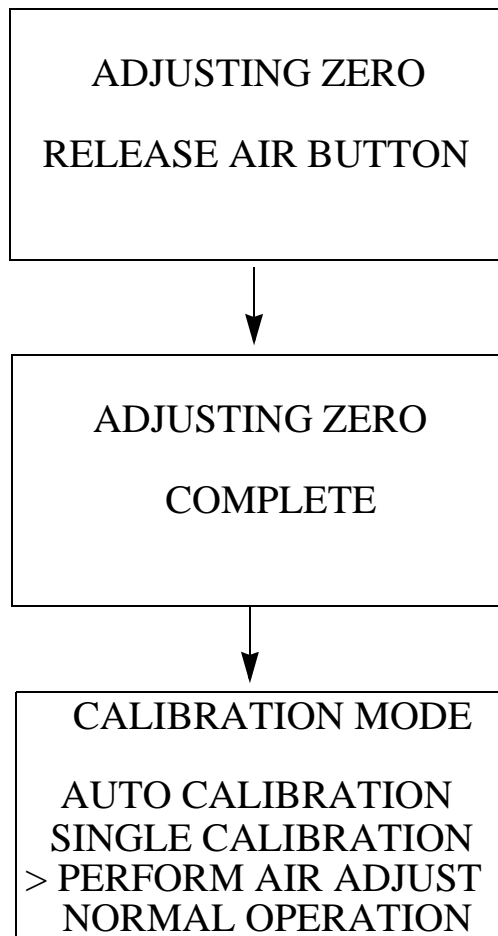 ADJUSTING ZERO
RELEASE AIR BUTTON
ADJUSTING ZERO
COMPLETE
CALIBRATION MODE
AUTO CALIBRATION
SINGLE CALIBRATION
> PERFORM AIR ADJUST
NORMAL OPERATION